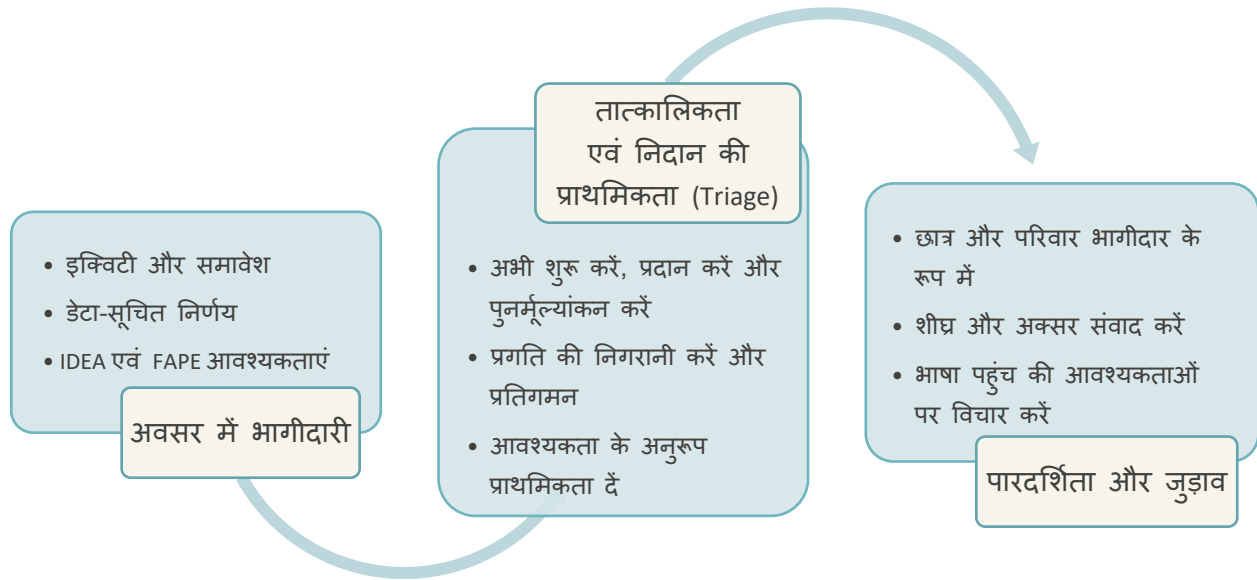 • इक्विटी और समावेश
• डेटा-सूचित निर्णय
• IDEA एवं FAPE आवश्यकताएं
अवसर में भागीदारी
तात्कालिकता
एवं निदान की
प्राथमिकता (Triage)
• अभी शुरू करें, प्रदान करें और
पुनर्मूल्यांकन करें
• प्रगति की निगरानी करें और
प्रतिगमन
• आवश्यकता के अनुरूप
प्राथमिकता दें
• छात्र और परिवार भागीदार के
रूप में
• शीघ्र और अक्सर संवाद करें
• भाषा पहुंच की आवश्यकताओं
पर विचार करें
पारदर्शिता और जुड़ाव